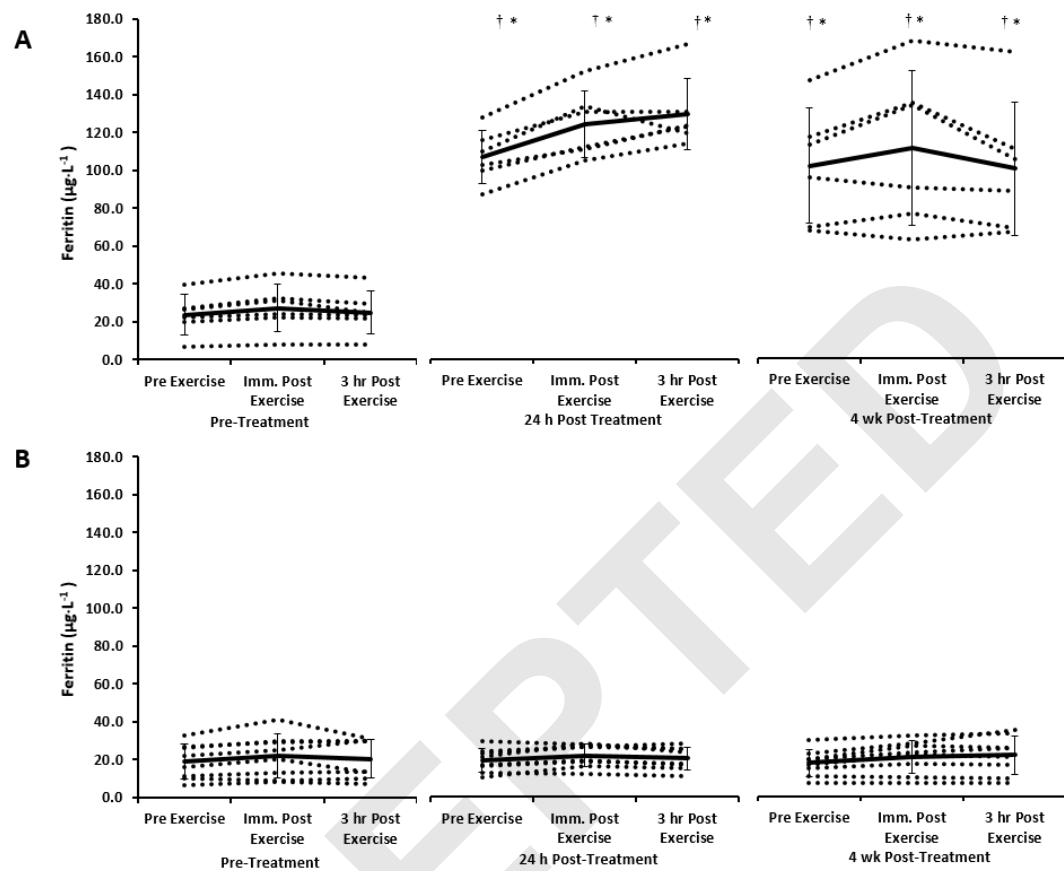 A
† * † * † * † * † * † *
Ferritin (µg·L-1 )
180.0
160.0
140.0
120.0
100.0
80.0
60.0
40.0
20.0
0.0
Pre Exercise Imm. Post 3 hr Post Pre Exercise Imm. Post 3 hr Post Pre Exercise Imm. Post 3 hr Post
Exercise Exercise Exercise Exercise Exercise Exercise
Pre-Treatment 24 h Post Treatment 4 wk Post-Treatment
B
Ferritin (µg·L-1 )
180.0
160.0
140.0
120.0
100.0
80.0
60.0
40.0
20.0
0.0
Pre Exercise Imm. Post 3 hr Post Pre Exercise Imm. Post 3 hr Post Pre Exercise Imm. Post 3 hr Post
Exercise Exercise Exercise Exercise Exercise Exercise
Pre-Treatment 24 h Post-Treatment 4 wk Post-Treatment
EPTED